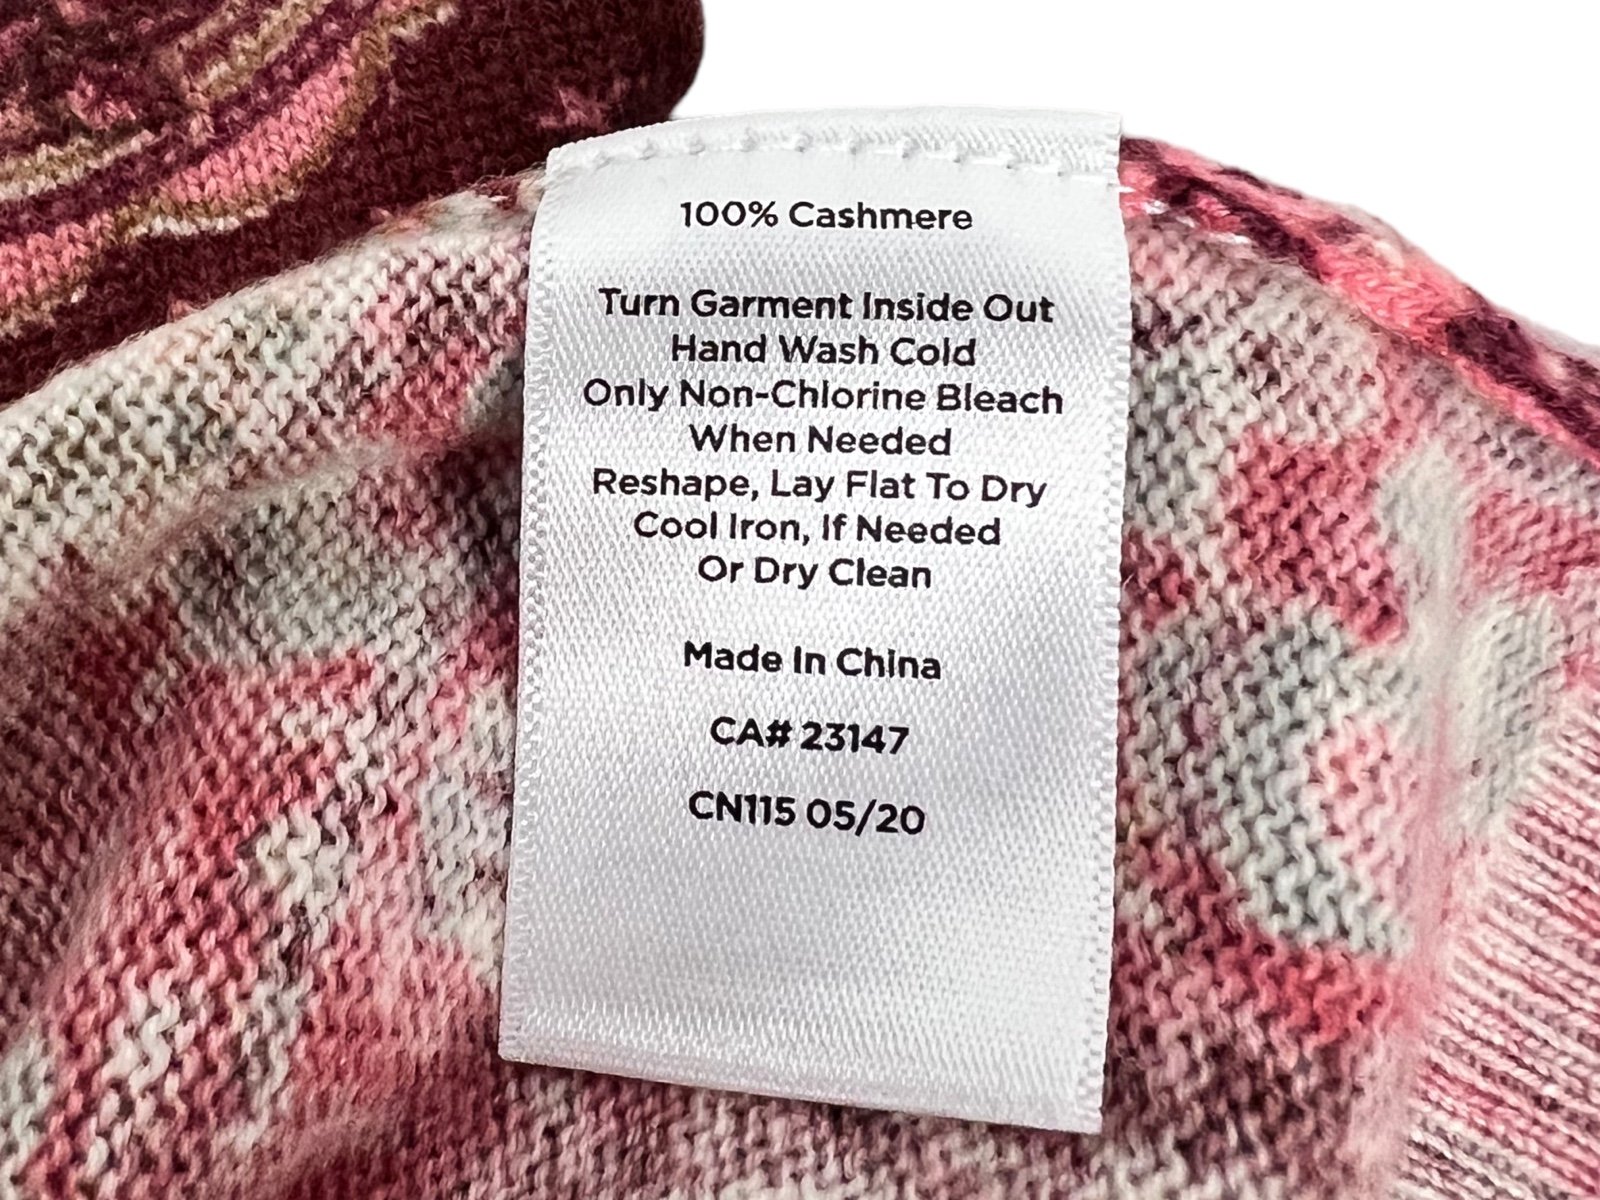 100% Cashmere
Turn Garment Inside Out
Hand Wash Cold
Only Non-Chlorine Bleach
When Needed
Reshape, Lay Flat To Dry
Cool Iron, If Needed
Or Dry Clean
Made In China
CA# 23147
CN115 05/20